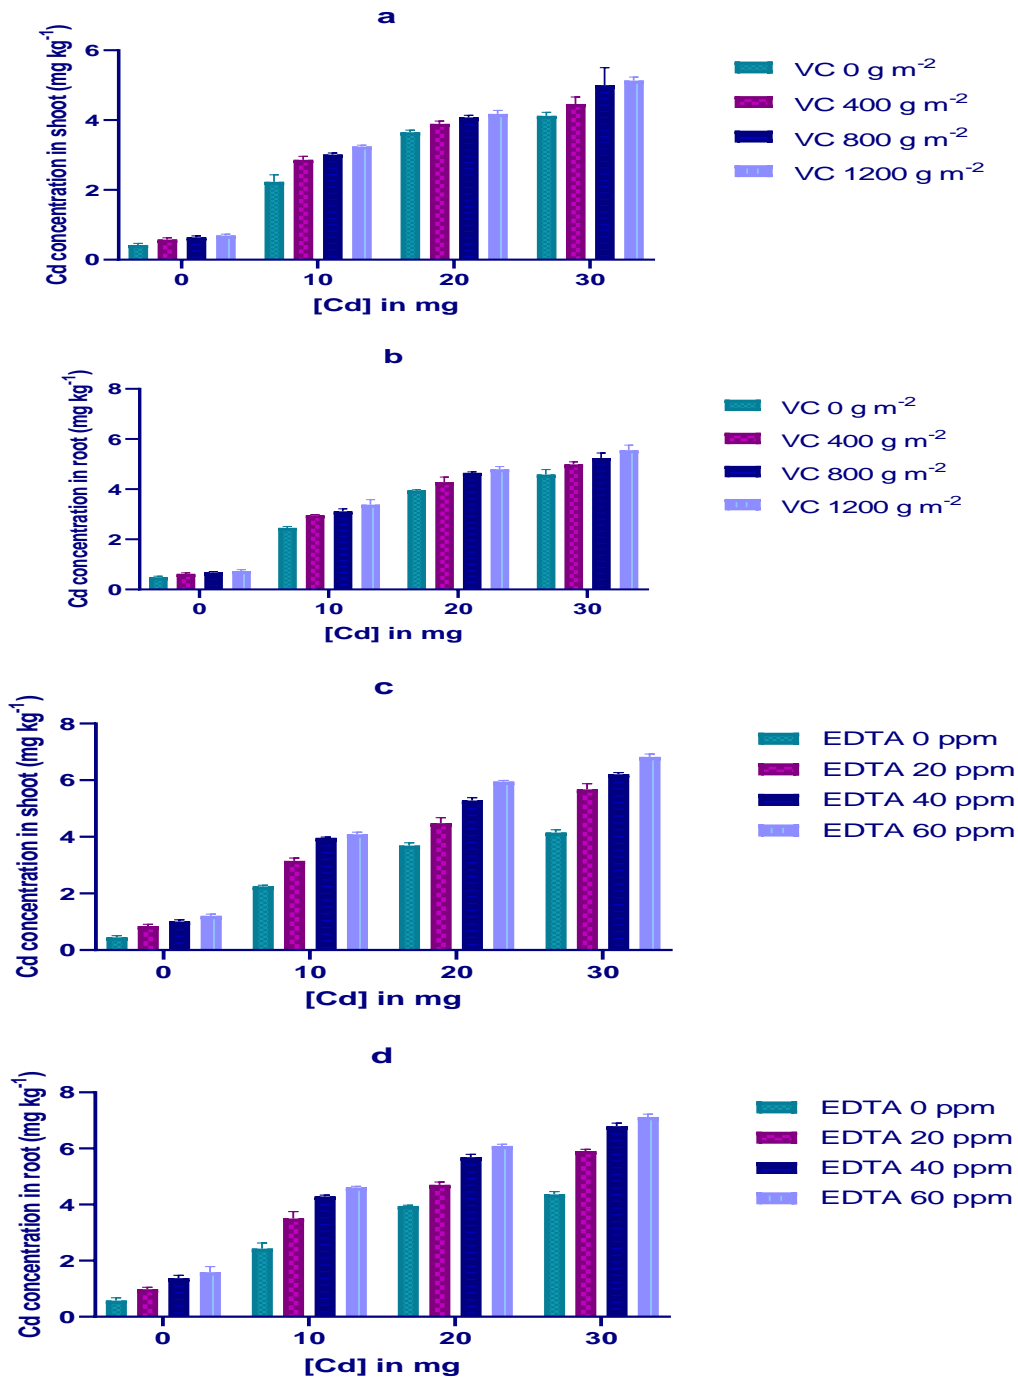 a
Cd concentration in shoot (mg kg⁻¹)
6
4
2
0
0 10 20 30
[Cd] in mg
VC 0 g m⁻²
VC 400 g m⁻²
VC 800 g m⁻²
VC 1200 g m⁻²
b
Cd concentration in root (mg kg⁻¹)
8
6
4
2
0
0 10 20 30
[Cd] in mg
VC 0 g m⁻²
VC 400 g m⁻²
VC 800 g m⁻²
VC 1200 g m⁻²
c
Cd concentration in shoot (mg kg⁻¹)
8
6
4
2
0
0 10 20 30
[Cd] in mg
EDTA 0 ppm
EDTA 20 ppm
EDTA 40 ppm
EDTA 60 ppm
d
Cd concentration in root (mg kg⁻¹)
8
6
4
2
0
0 10 20 30
[Cd] in mg
EDTA 0 ppm
EDTA 20 ppm
EDTA 40 ppm
EDTA 60 ppm